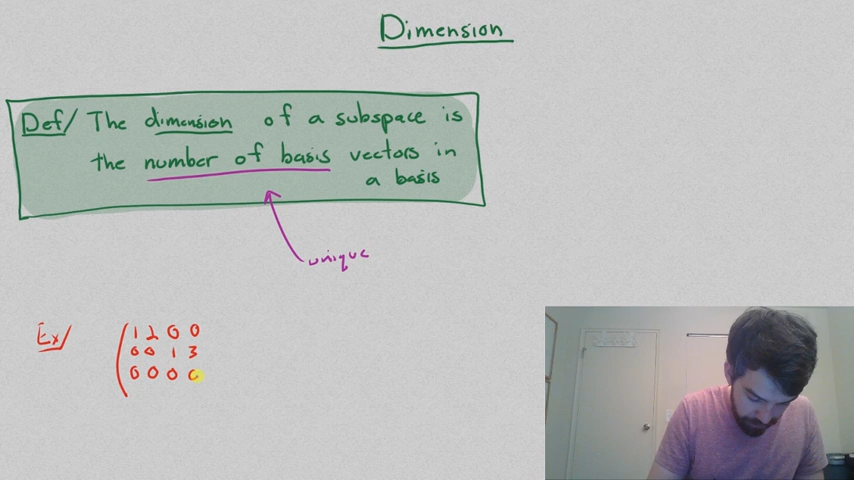 Dimension
Def/ The dimension of a subspace is
the number of basis vectors in
a basis
unique
Ex/
1 2 0 0
0 0 1 3
0 0 0 0